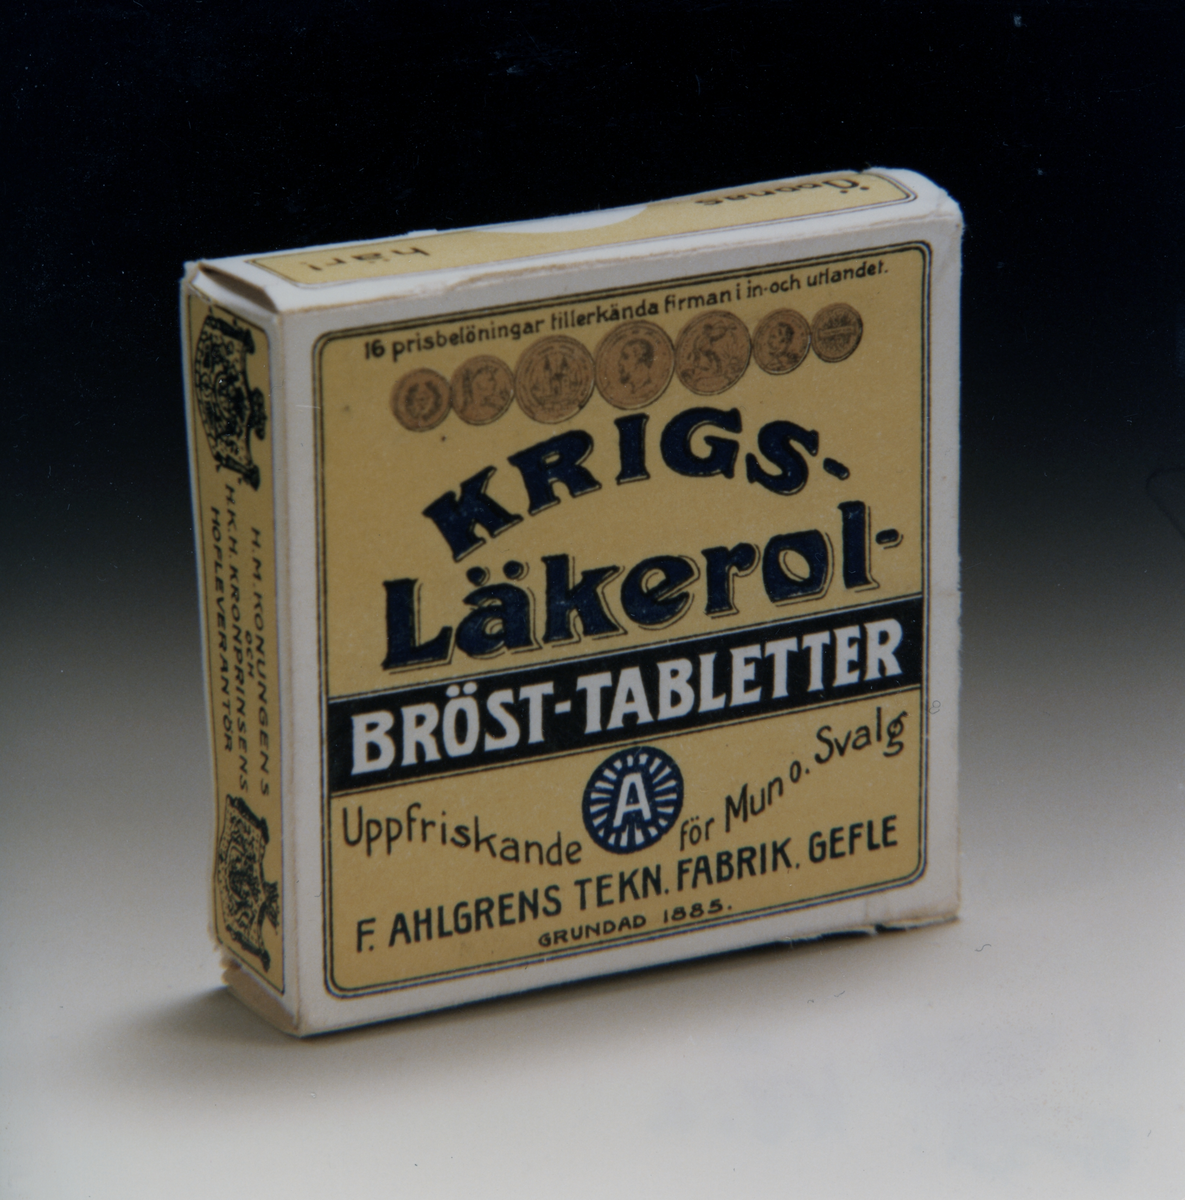 Öppnas här!
16 prisbelöningar tillerkända firman i in-och utlandet.
KRIGS-
Läkerol-
BRÖST-TABLETTER
Uppfriskande A för Mun o. Svalg
F. AHLGRENS TEKN. FABRIK. GEFLE
GRUNDAD 1885.
H.M. KONUNGENS
OCH
H.K.H. KRONPRINSENS
HOFLEVERANTÖR